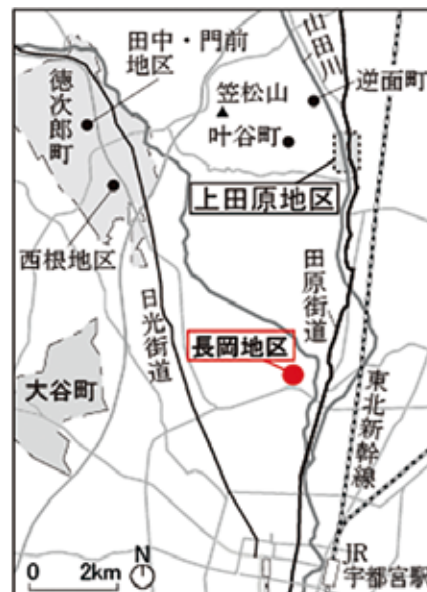 田中・門前
地区
徳次郎町
笠松山
山田川
逆面町
叶谷町
上田原地区
西根地区
日光街道
田原街道
長岡地区
大谷町
東北新幹線
N
0 2km
JR
宇都宮駅